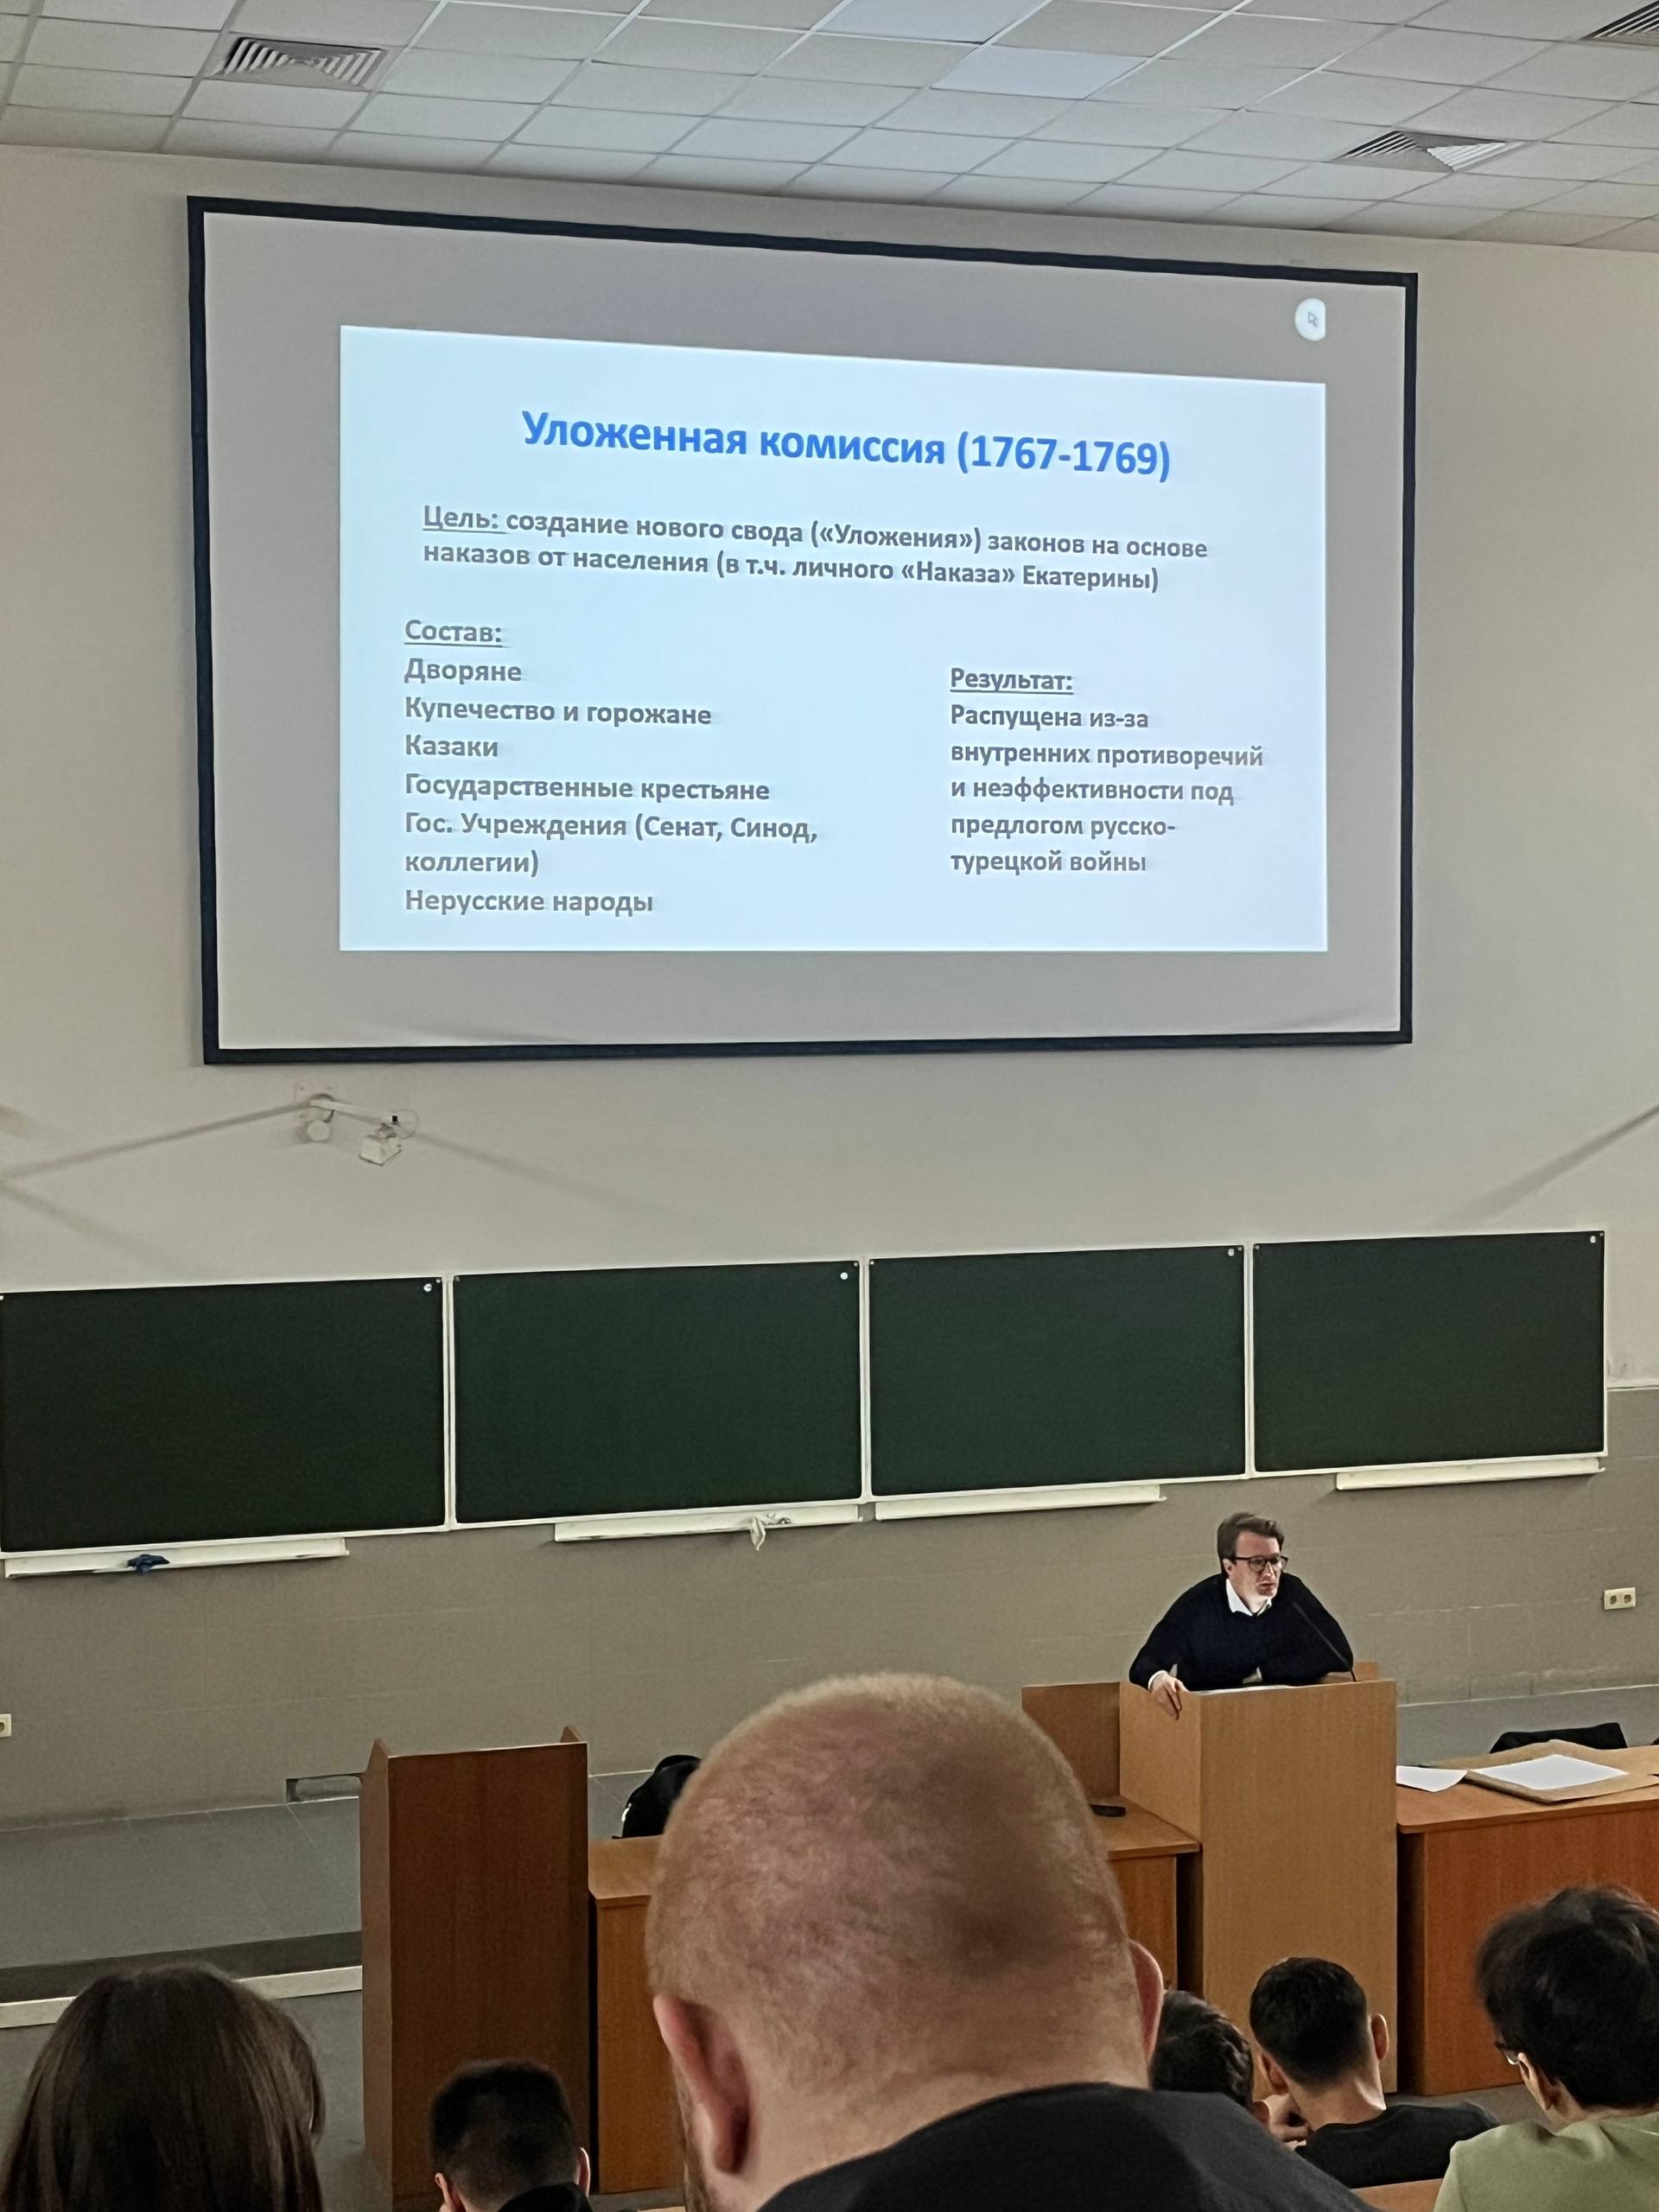 Уложенная комиссия (1767-1769)
Цель: создание нового свода («Уложения») законов на основе
наказов от населения (в т.ч. личного «Наказа» Екатерины)
Состав:
Дворяне
Купечество и горожане
Казаки
Государственные крестьяне
Гос. Учреждения (Сенат, Синод,
коллегии)
Нерусские народы
Результат:
Распущена из-за
внутренних противоречий
и неэффективности под
предлогом русско-
турецкой войны